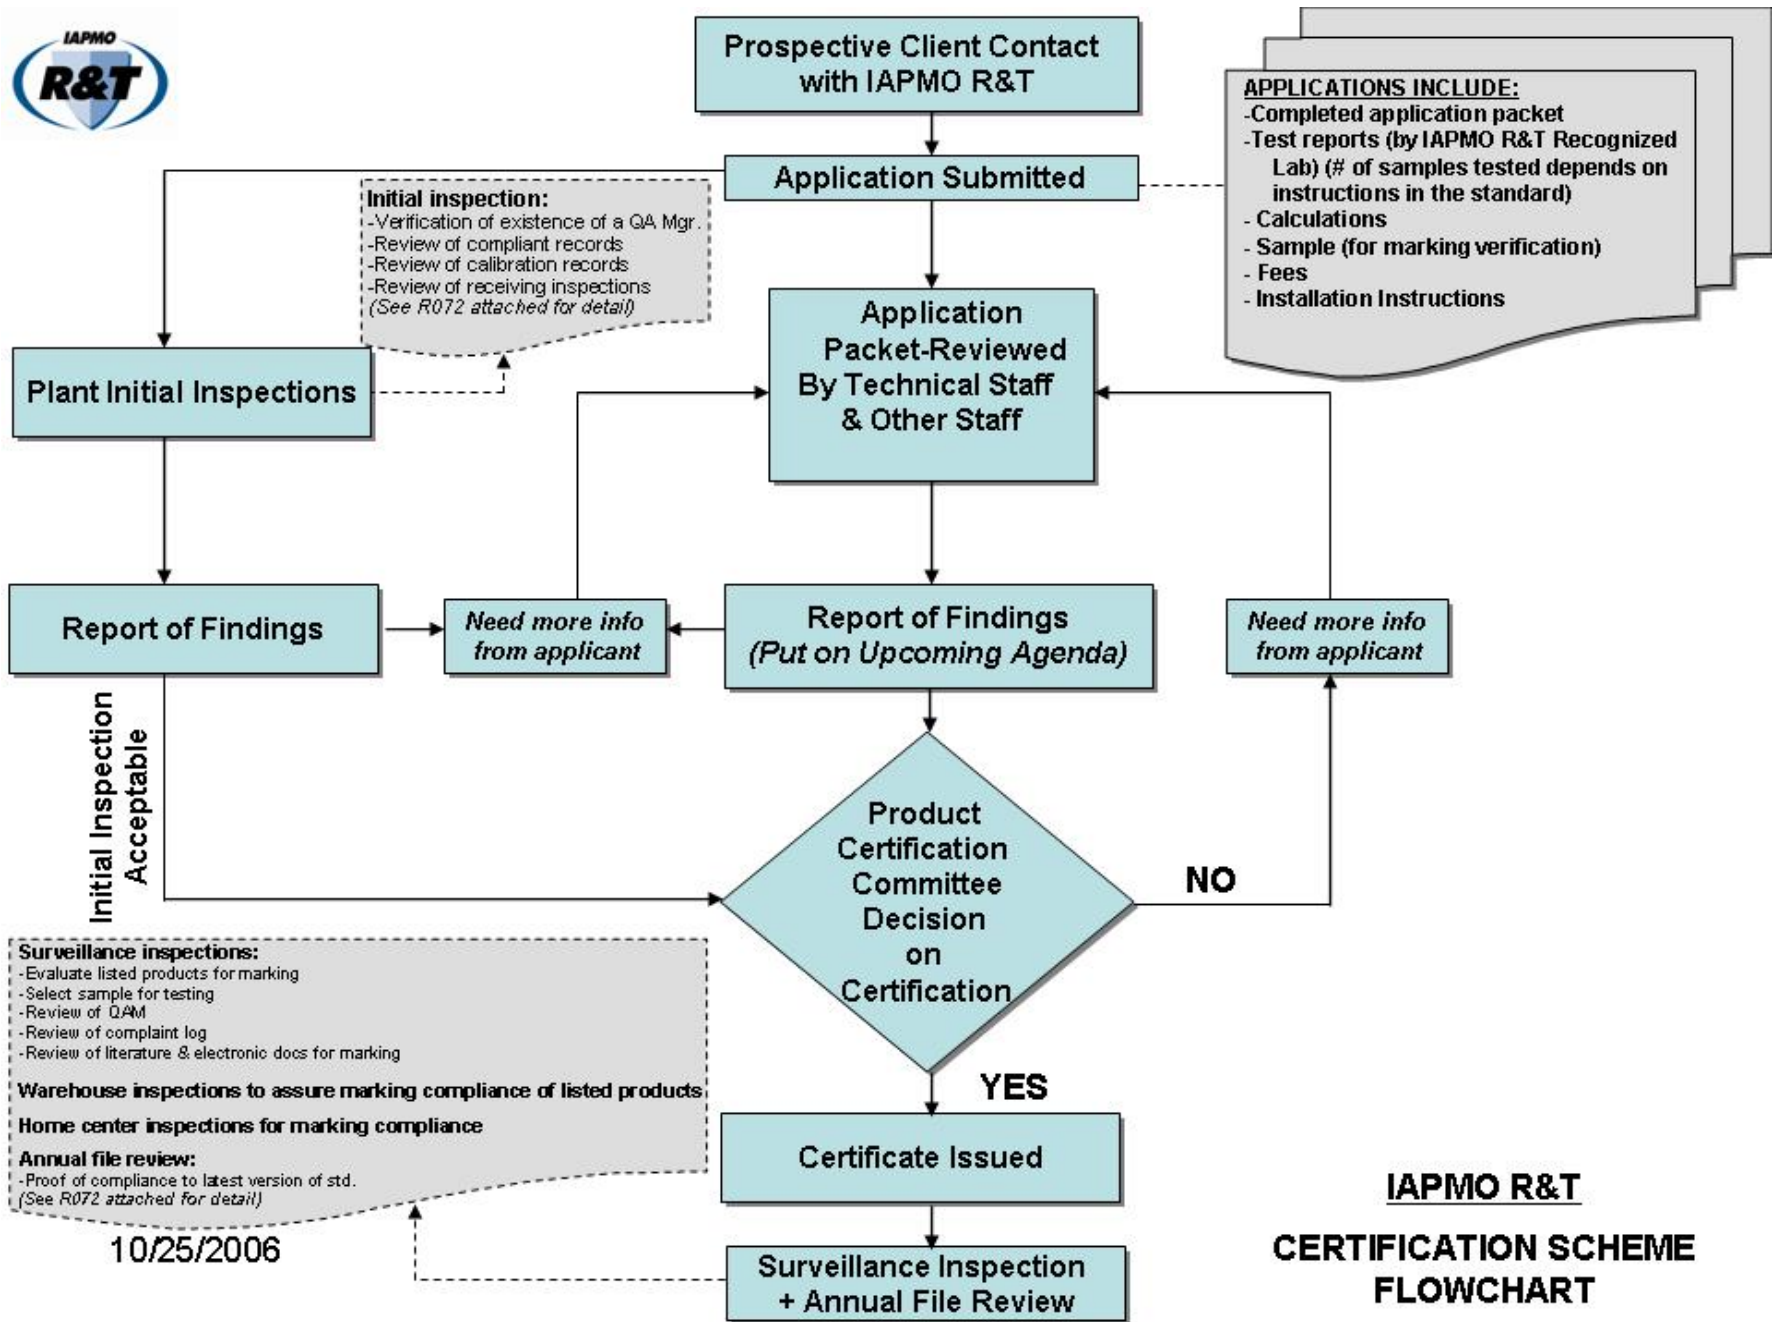 IAPMO
R&T
Prospective Client Contact
with IAPMO R&T
APPLICATIONS INCLUDE:
-Completed application packet
-Test reports (by IAPMO R&T Recognized
Lab) (# of samples tested depends on
instructions in the standard)
- Calculations
- Sample (for marking verification)
- Fees
- Installation Instructions
Application Submitted
Initial inspection:
-Verification of existence of a QA Mgr.
-Review of compliant records
-Review of calibration records
-Review of receiving inspections
(See R072 attached for detail)
Application
Packet-Reviewed
By Technical Staff
& Other Staff
Plant Initial Inspections
Report of Findings
Need more info
from applicant
Report of Findings
(Put on Upcoming Agenda)
Need more info
from applicant
Initial Inspection
Acceptable
Product
Certification
Committee
Decision
on
Certification
NO
YES
Surveillance inspections:
-Evaluate listed products for marking
-Select sample for testing
-Review of QAM
-Review of complaint log
-Review of literature & electronic docs for marking
Warehouse inspections to assure marking compliance of listed products
Home center inspections for marking compliance
Annual file review:
-Proof of compliance to latest version of std.
(See R072 attached for detail)
10/25/2006
Certificate Issued
Surveillance Inspection
+ Annual File Review
IAPMO R&T
CERTIFICATION SCHEME
FLOWCHART